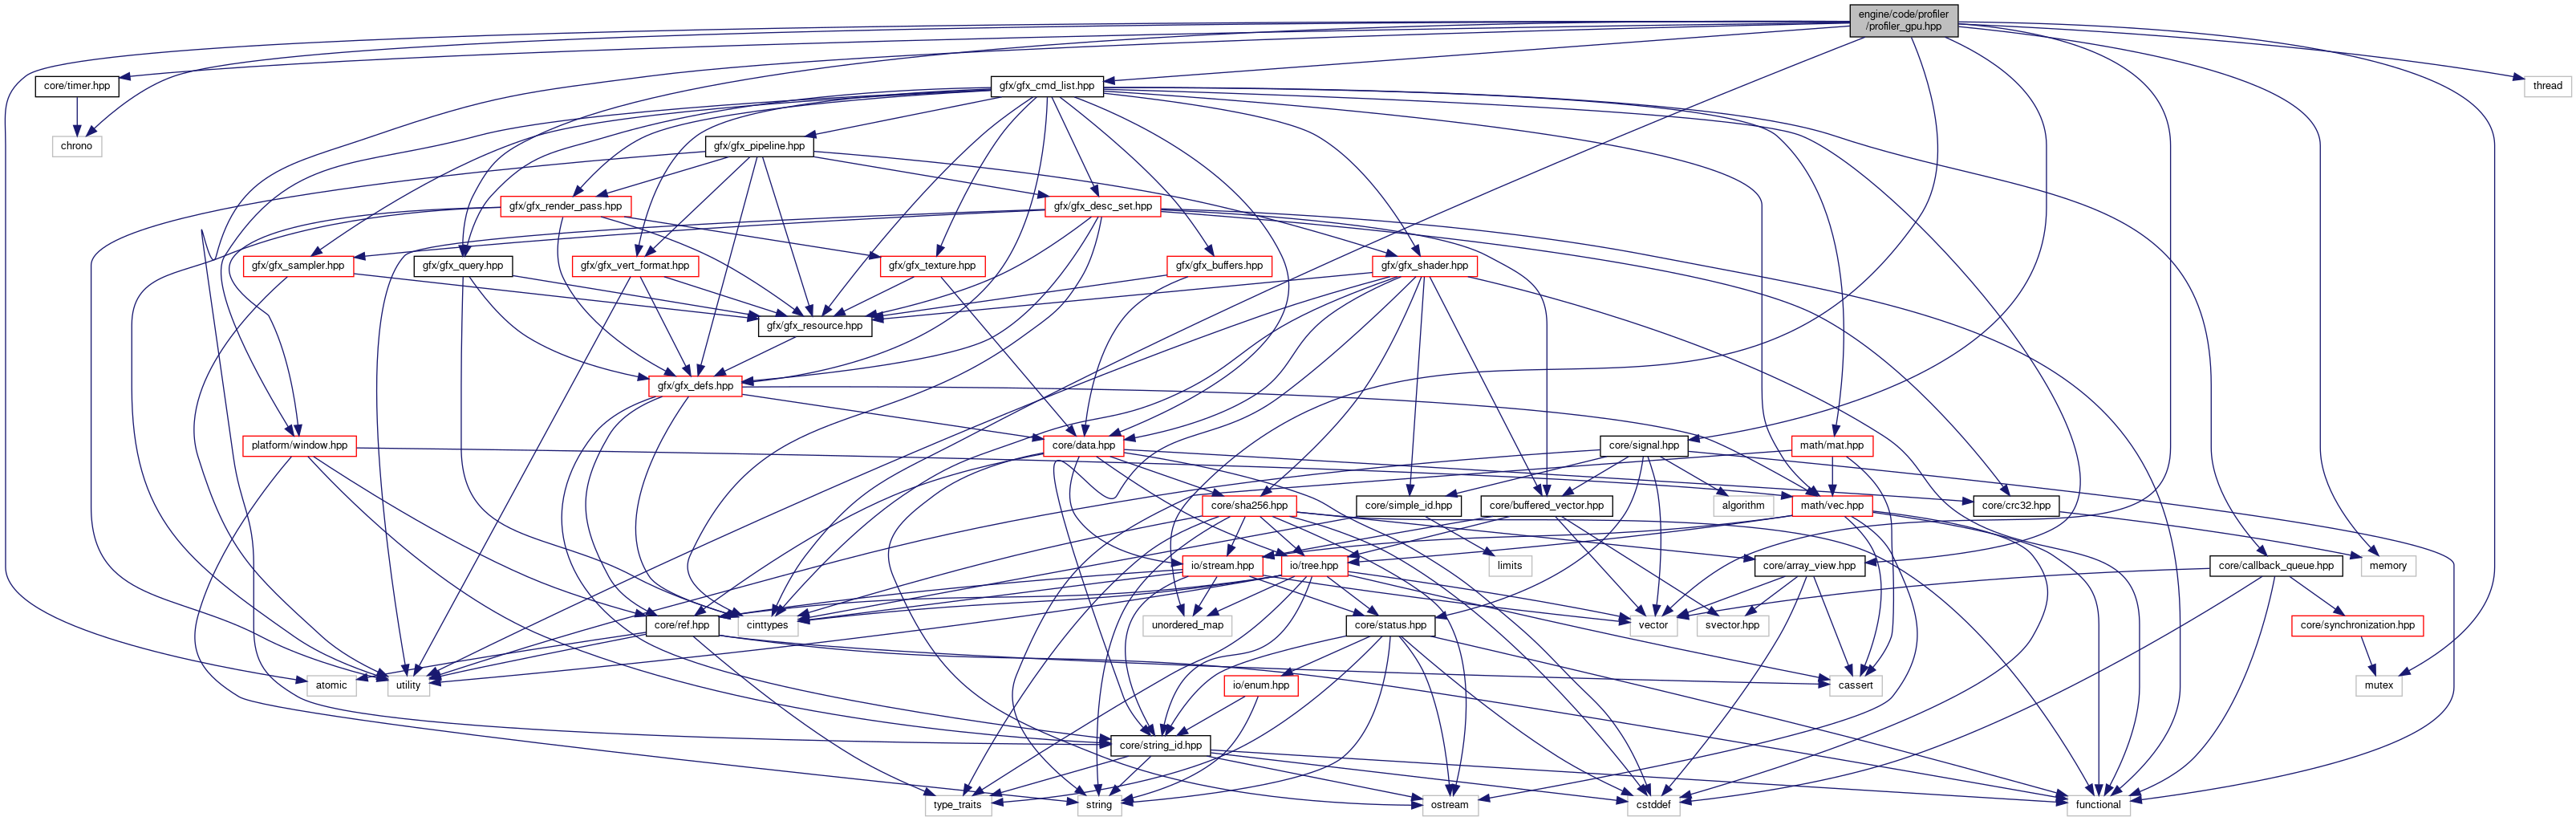 engine/code/profiler
/profiler_gpu.hpp
core/timer.hpp
gfx/gfx_cmd_list.hpp
thread
chrono
gfx/gfx_pipeline.hpp
gfx/gfx_render_pass.hpp
gfx/gfx_desc_set.hpp
gfx/gfx_sampler.hpp
gfx/gfx_query.hpp
gfx/gfx_vert_format.hpp
gfx/gfx_texture.hpp
gfx/gfx_buffers.hpp
gfx/gfx_shader.hpp
gfx/gfx_resource.hpp
gfx/gfx_defs.hpp
platform/window.hpp
core/data.hpp
core/signal.hpp
math/mat.hpp
core/sha256.hpp
core/simple_id.hpp
core/buffered_vector.hpp
algorithm
math/vec.hpp
core/crc32.hpp
io/stream.hpp
io/tree.hpp
limits
core/array_view.hpp
core/callback_queue.hpp
memory
core/ref.hpp
cinttypes
unordered_map
core/status.hpp
vector
svector.hpp
core/synchronization.hpp
atomic
utility
io/enum.hpp
cassert
mutex
core/string_id.hpp
type_traits
string
ostream
cstddef
functional